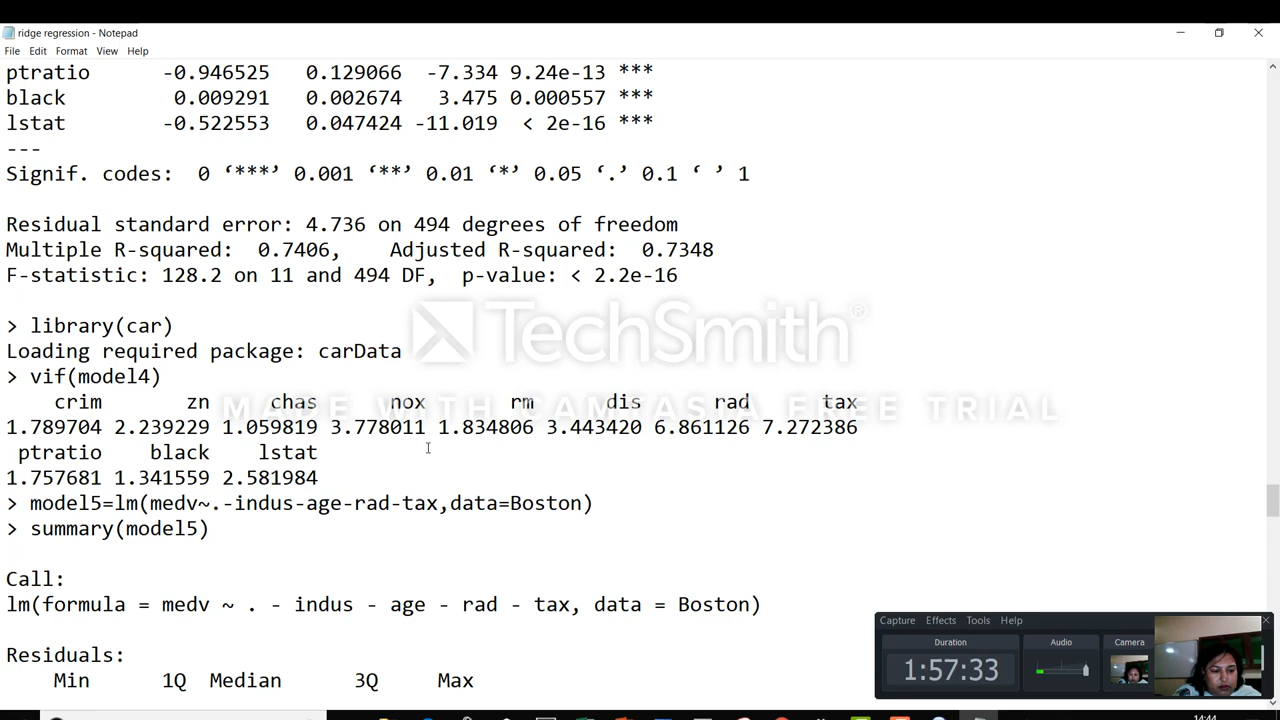 ridge regression - Notepad
File Edit Format View Help
ptratio -0.946525 0.129066 -7.334 9.24e-13 ***
black 0.009291 0.002674 3.475 0.000557 ***
lstat -0.522553 0.047424 -11.019 < 2e-16 ***
---
Signif. codes: 0 ‘***’ 0.001 ‘**’ 0.01 ‘*’ 0.05 ‘.’ 0.1 ‘ ’ 1
Residual standard error: 4.736 on 494 degrees of freedom
Multiple R-squared: 0.7406, Adjusted R-squared: 0.7348
F-statistic: 128.2 on 11 and 494 DF, p-value: < 2.2e-16
> library(car)
Loading required package: carData
> vif(model4)
crim zn chas nox rm dis rad tax
1.789704 2.239229 1.059819 3.778011 1.834806 3.443420 6.861126 7.272386
ptratio black lstat
1.757681 1.341559 2.581984
> model5=lm(medv~.-indus-age-rad-tax,data=Boston)
> summary(model5)
Call:
lm(formula = medv ~ . - indus - age - rad - tax, data = Boston)
Residuals:
Min 1Q Median 3Q Max
TechSmith®
MADE WITH CAMTASIA FREE TRIAL
Capture Effects Tools Help
Duration Audio Camera
1:57:33